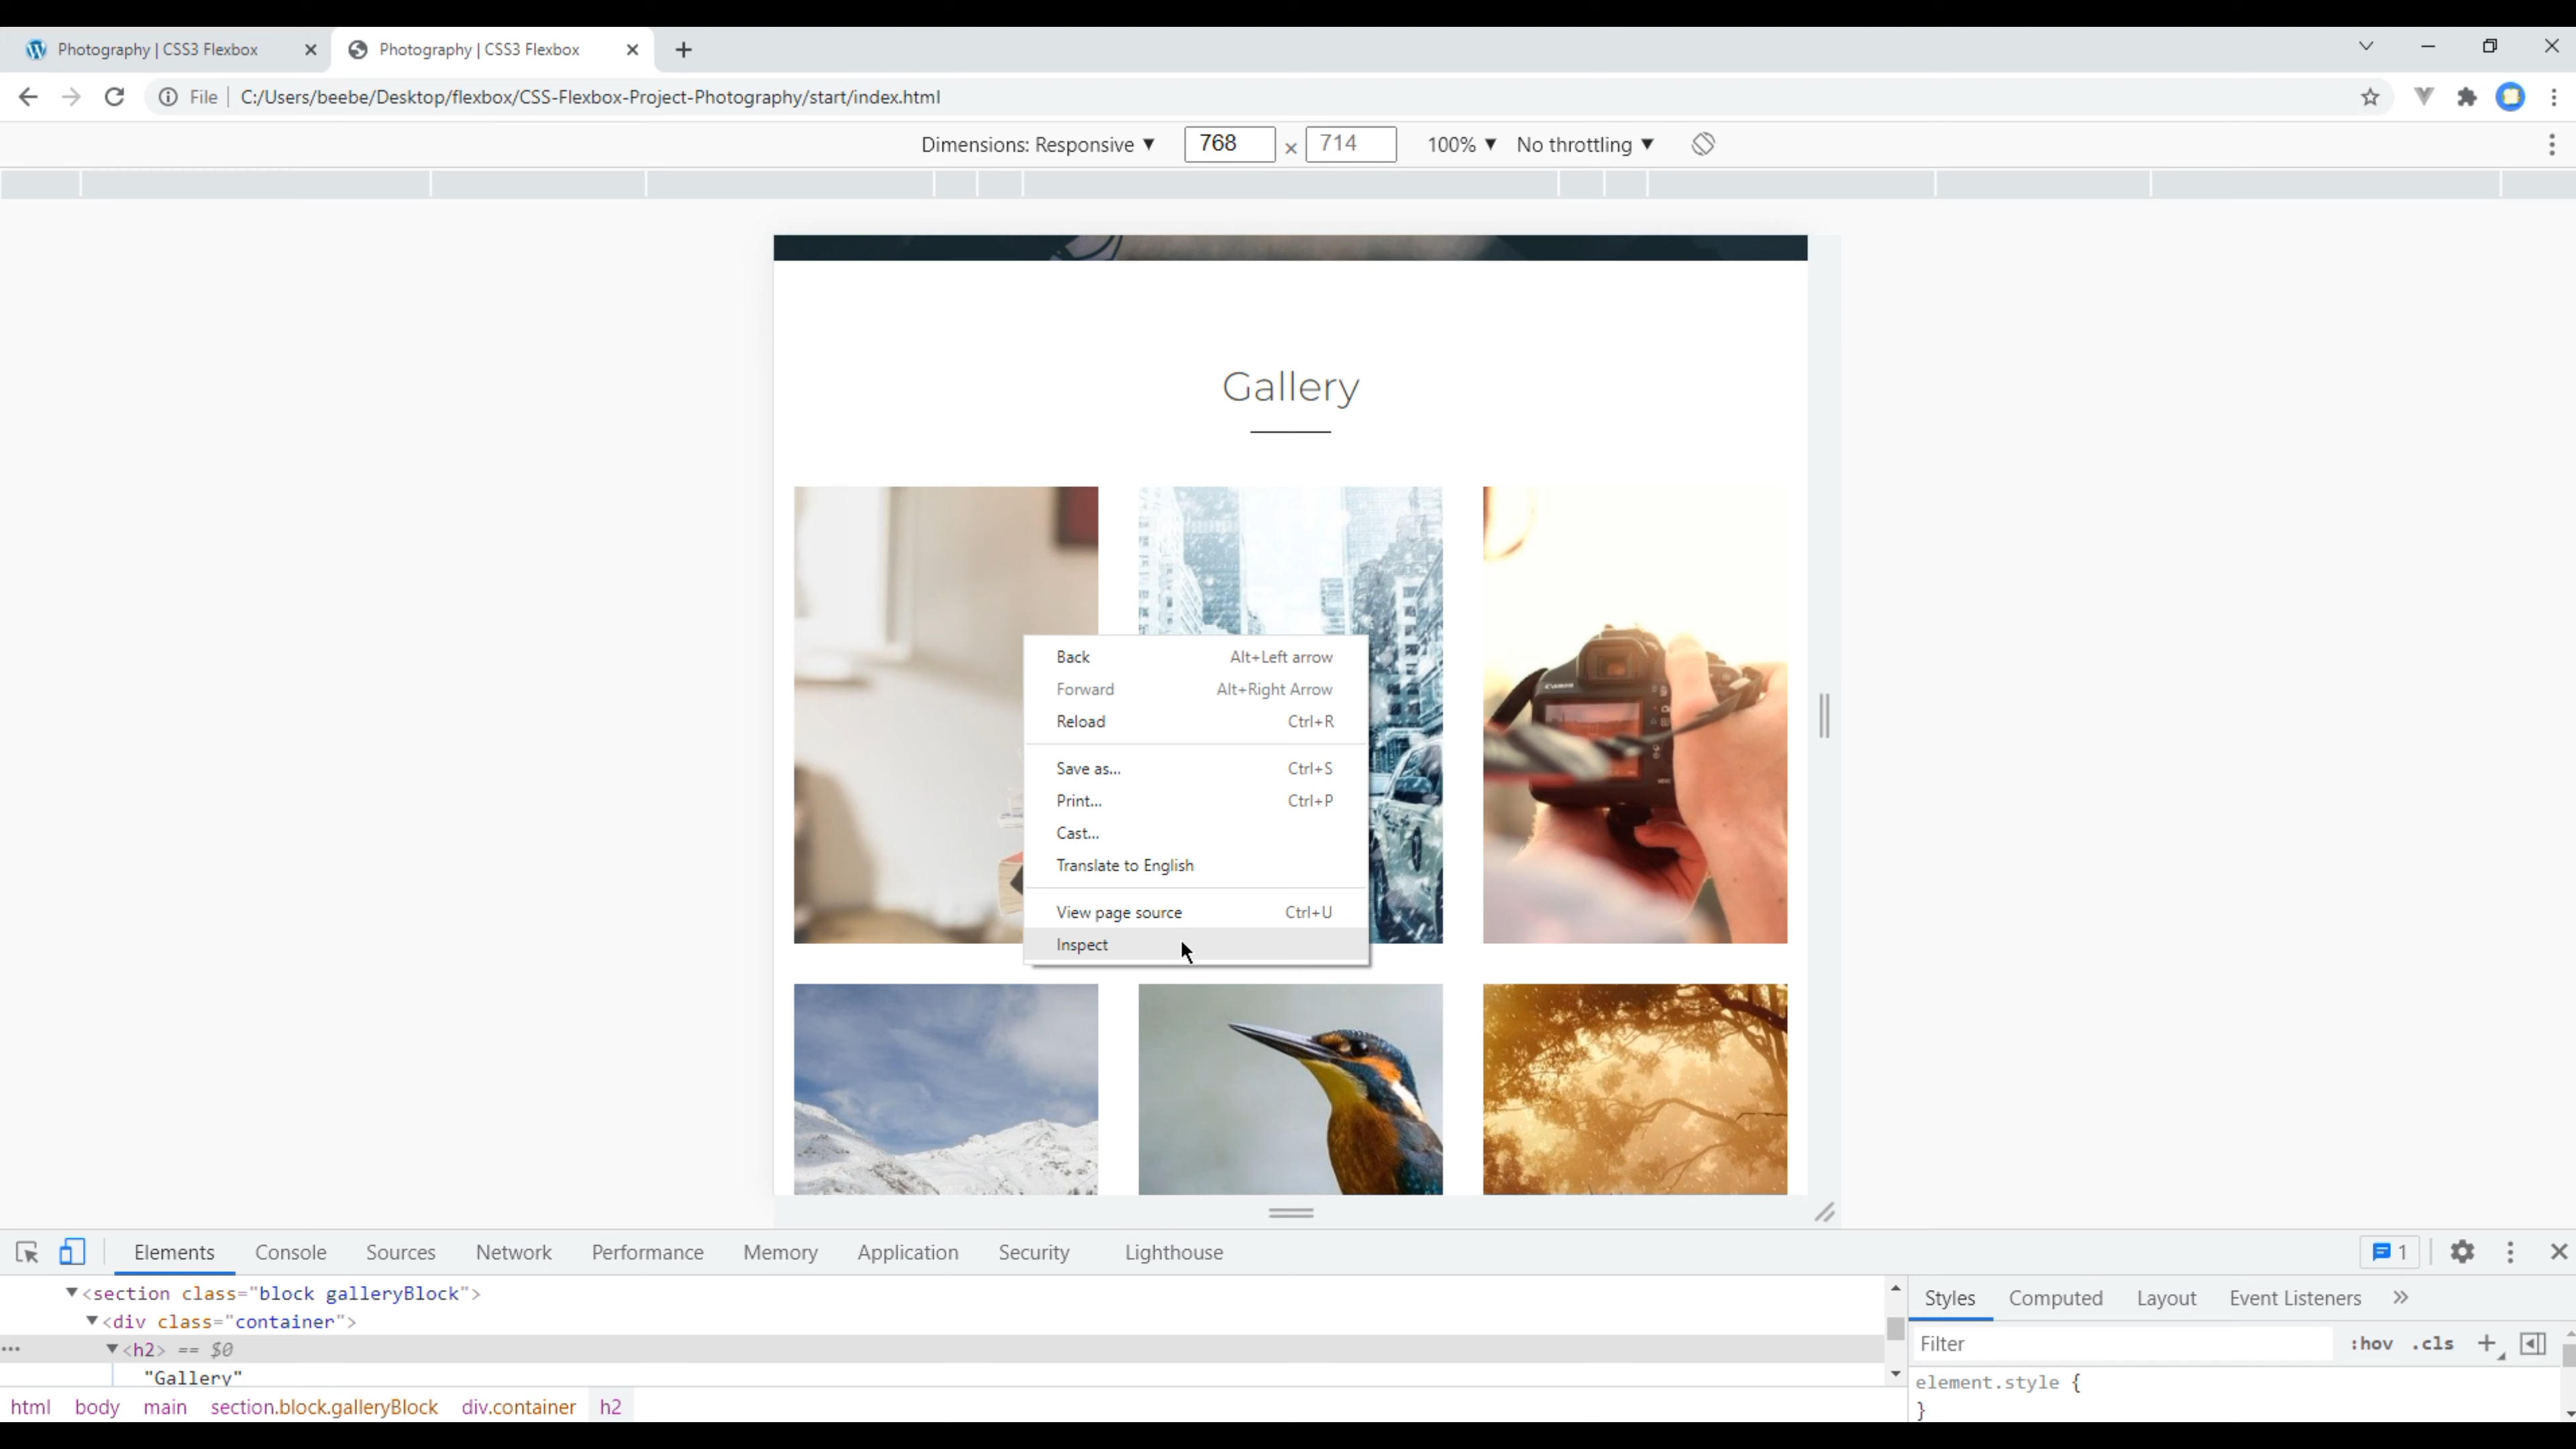 Photography | CSS3 Flexbox
Photography | CSS3 Flexbox
File
C:/Users/beebe/Desktop/flexbox/CSS-Flexbox-Project-Photography/start/index.html
Dimensions: Responsive ▼ 768 × 714 100% ▼ No throttling ▼
Gallery
Back Alt+Left arrow
Forward Alt+Right Arrow
Reload Ctrl+R
Save as... Ctrl+S
Print... Ctrl+P
Cast...
Translate to English
View page source Ctrl+U
Inspect
Canon
Elements Console Sources Network Performance Memory Application Security Lighthouse 1
▼<section class="block galleryBlock">
▼<div class="container">
... ▼<h2> == $0
"Gallery"
html body main section.block.galleryBlock div.container h2
Styles Computed Layout Event Listeners »
Filter :hov .cls +
element.style {
}